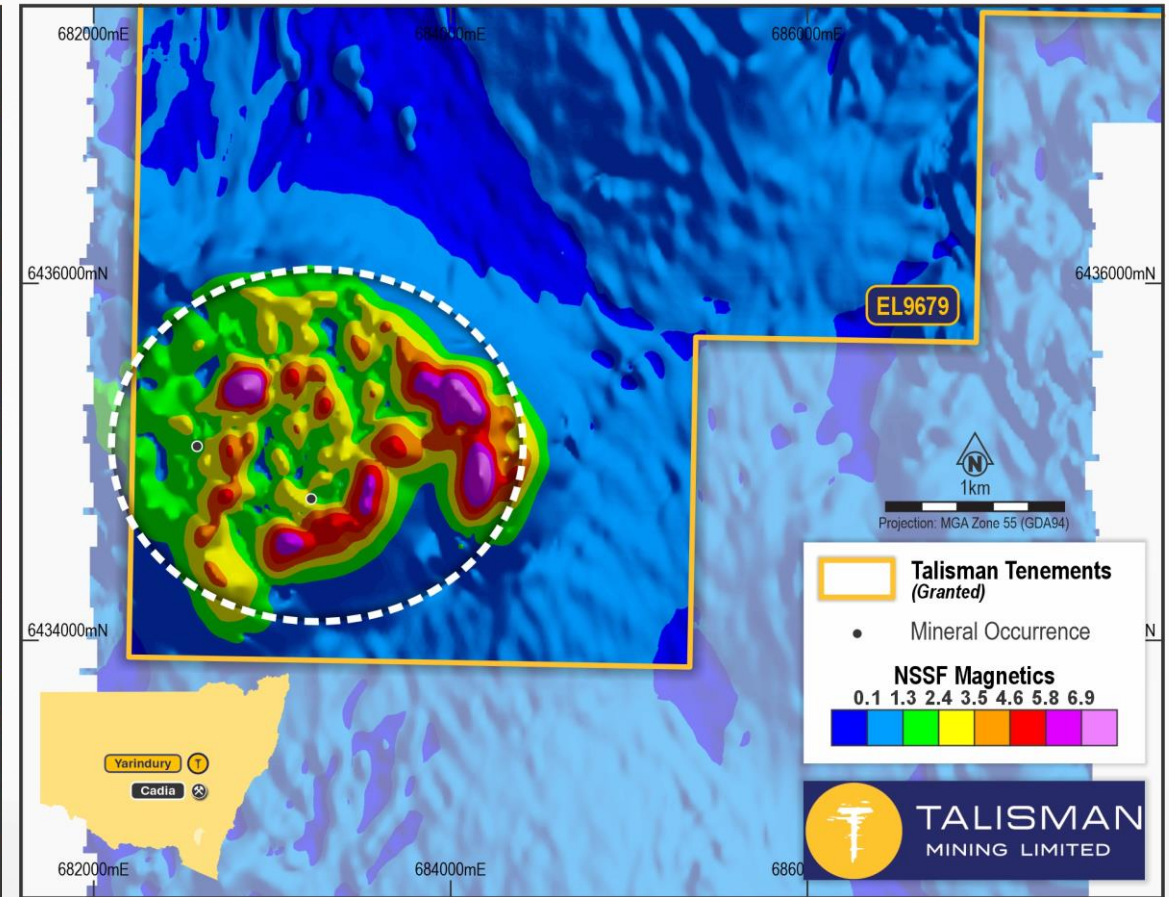 682000mE
684000mE
686000mE
6436000mN
6436000mN
EL9679
N
1km
Projection: MGA Zone 55 (GDA94)
Talisman Tenements
(Granted)
Mineral Occurrence
NSSF Magnetics
0.1 1.3 2.4 3.5 4.6 5.8 6.9
6434000mN
N
Yarindury
Cadia
TALISMAN
MINING LIMITED
682000mE
684000mE
6860